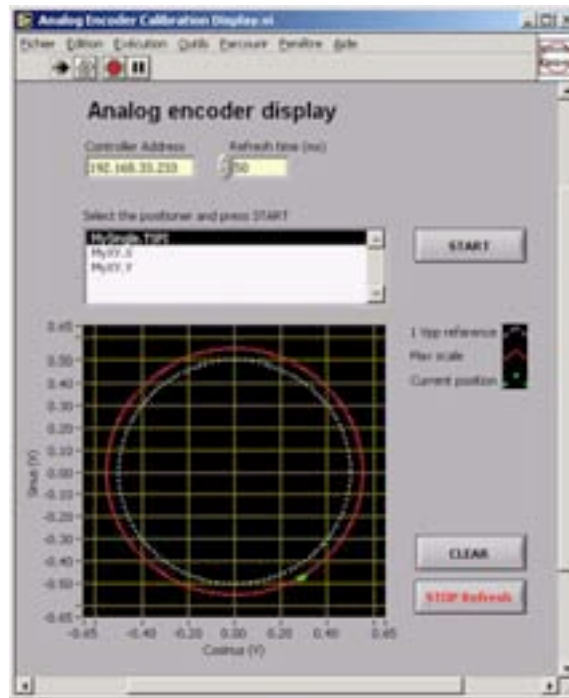 Analog Encoder Calibration Display.vi
Fichier Edition Exécution Outils Parcourir Fenêtre Aide
Analog encoder display
Controller Address
Refresh time (ms)
192.168.33.233
50
Select the positioner and press START
MySingle.TSPI
MyXY.X
MyXY.Y
START
1 Vpp reference
Max scale
Current position
0.65
0.50
0.40
0.30
0.20
0.10
0.00
-0.10
-0.20
-0.30
-0.40
-0.50
-0.65
Sinus (V)
-0.65 -0.40 -0.20 0.00 0.20 0.40 0.65
Cosinus (V)
CLEAR
STOP Refresh